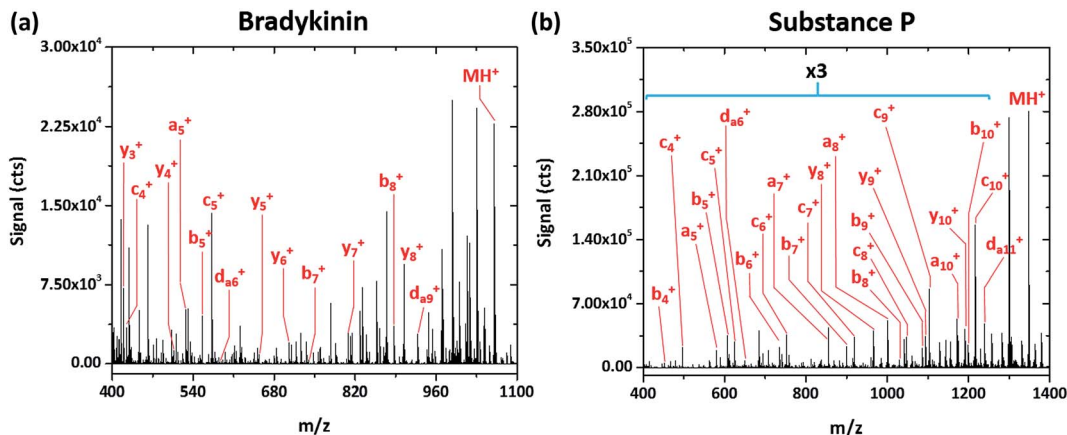 (a) Bradykinin
3.00x10⁴
2.25x10⁴
1.50x10⁴
7.50x10³
0.00
Signal (cts)
400 540 680 820 960 1100
m/z
MH⁺
a₅⁺
y₃⁺
c₄⁺
y₄⁺
c₅⁺
y₅⁺
b₈⁺
b₅⁺
d_a6⁺
y₆⁺
b₇⁺
y₇⁺
y₈⁺
d_a9⁺
(b) Substance P
3.50x10⁵
2.80x10⁵
2.10x10⁵
1.40x10⁵
7.00x10⁴
0.00
Signal (cts)
400 600 800 1000 1200 1400
m/z
x3
MH⁺
c₉⁺
d_a6⁺
b₁₀⁺
c₄⁺
c₅⁺
a₈⁺
y₈⁺
y₉⁺
a₇⁺
c₁₀⁺
b₅⁺
c₇⁺
c₆⁺
b₉⁺
y₁₀⁺
a₅⁺
b₇⁺
c₈⁺
d_a11⁺
b₆⁺
b₈⁺
a₁₀⁺
b₄⁺